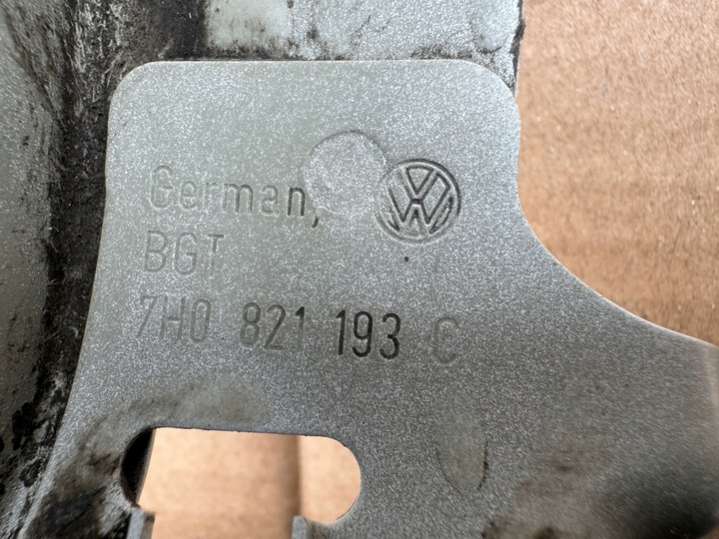 German,
BGT
7H0 821 193 C